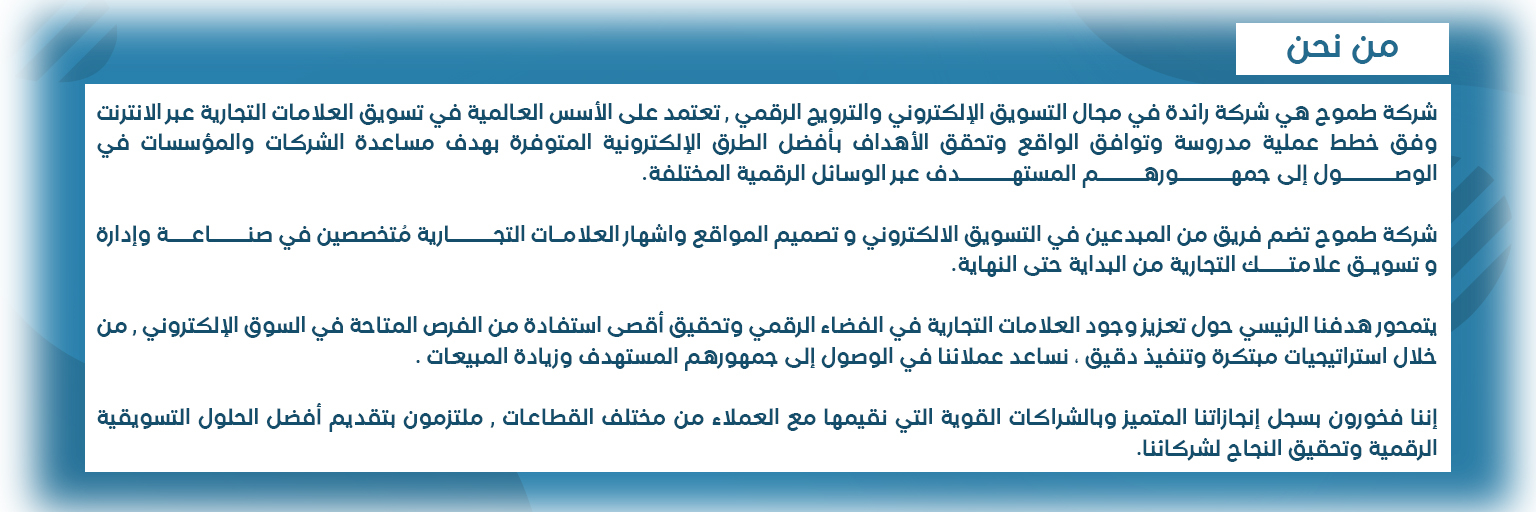 من نحن
شركة طموح هي شركة رائدة في مجال التسويق الإلكتروني والترويج الرقمي , تعتمد على الأسس العالمية في تسويق العلامات التجارية عبر الانترنت
وفق خطط عملية مدروسة وتوافق الواقع وتحقق الأهداف بأفضل الطرق الإلكترونية المتوفرة بهدف مساعدة الشركات والمؤسسات في
الوصـــــــول إلى جمهـــــــورهـــــــم المستهـــــــدف عبر الوسائل الرقمية المختلفة.
شركة طموح تضم فريق من المبدعين في التسويق الالكتروني و تصميم المواقع واشهار العلامـات التجـــــــارية مُتخصصين في صنـــــاعـــــة وإدارة
و تسويـق علامتـــــك التجارية من البداية حتى النهاية.
يتمحور هدفنا الرئيسي حول تعزيز وجود العلامات التجارية في الفضاء الرقمي وتحقيق أقصى استفادة من الفرص المتاحة في السوق الإلكتروني , من
خلال استراتيجيات مبتكرة وتنفيذ دقيق ، نساعد عملائنا في الوصول إلى جمهورهم المستهدف وزيادة المبيعات .
إننا فخورون بسجل إنجازاتنا المتميز وبالشراكات القوية التي نقيمها مع العملاء من مختلف القطاعات , ملتزمون بتقديم أفضل الحلول التسويقية
الرقمية وتحقيق النجاح لشركائنا.